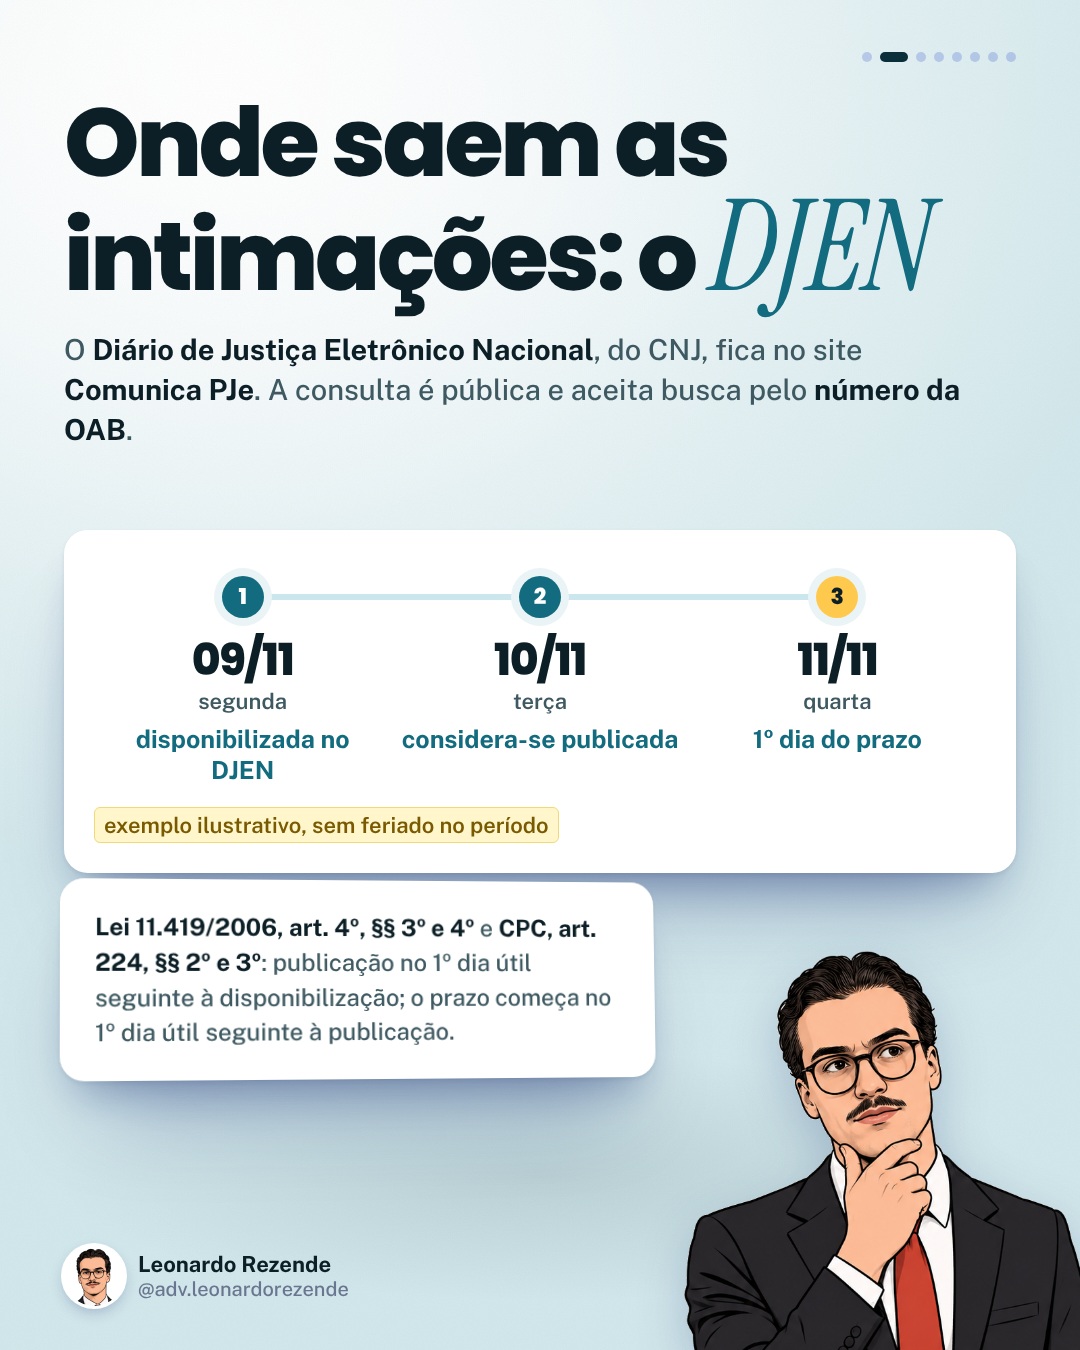 Onde saem as
intimações: o DJEN
O Diário de Justiça Eletrônico Nacional, do CNJ, fica no site
Comunica PJe. A consulta é pública e aceita busca pelo número da
OAB.
1 2 3
09/11 10/11 11/11
segunda terça quarta
disponibilizada no considera-se publicada 1º dia do prazo
DJEN
exemplo ilustrativo, sem feriado no período
Lei 11.419/2006, art. 4º, §§ 3º e 4º e CPC, art.
224, §§ 2º e 3º: publicação no 1º dia útil
seguinte à disponibilização; o prazo começa no
1º dia útil seguinte à publicação.
Leonardo Rezende
@adv.leonardorezende